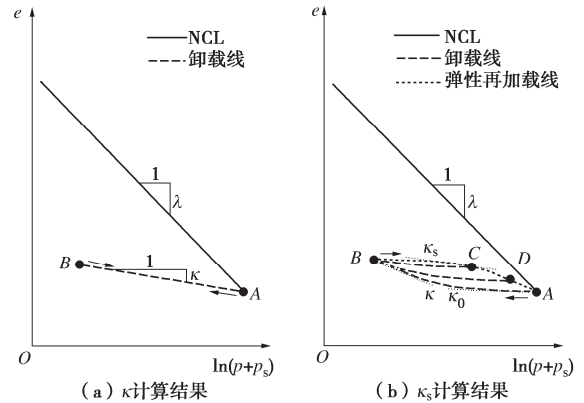 e
NCL
卸载线
1
λ
B
1
κ
A
O
ln(p+pₛ)
(a) κ计算结果
e
NCL
卸载线
弹性再加载线
1
λ
B
κₛ
C
D
κ
κ₀
A
O
ln(p+pₛ)
(b) κₛ计算结果